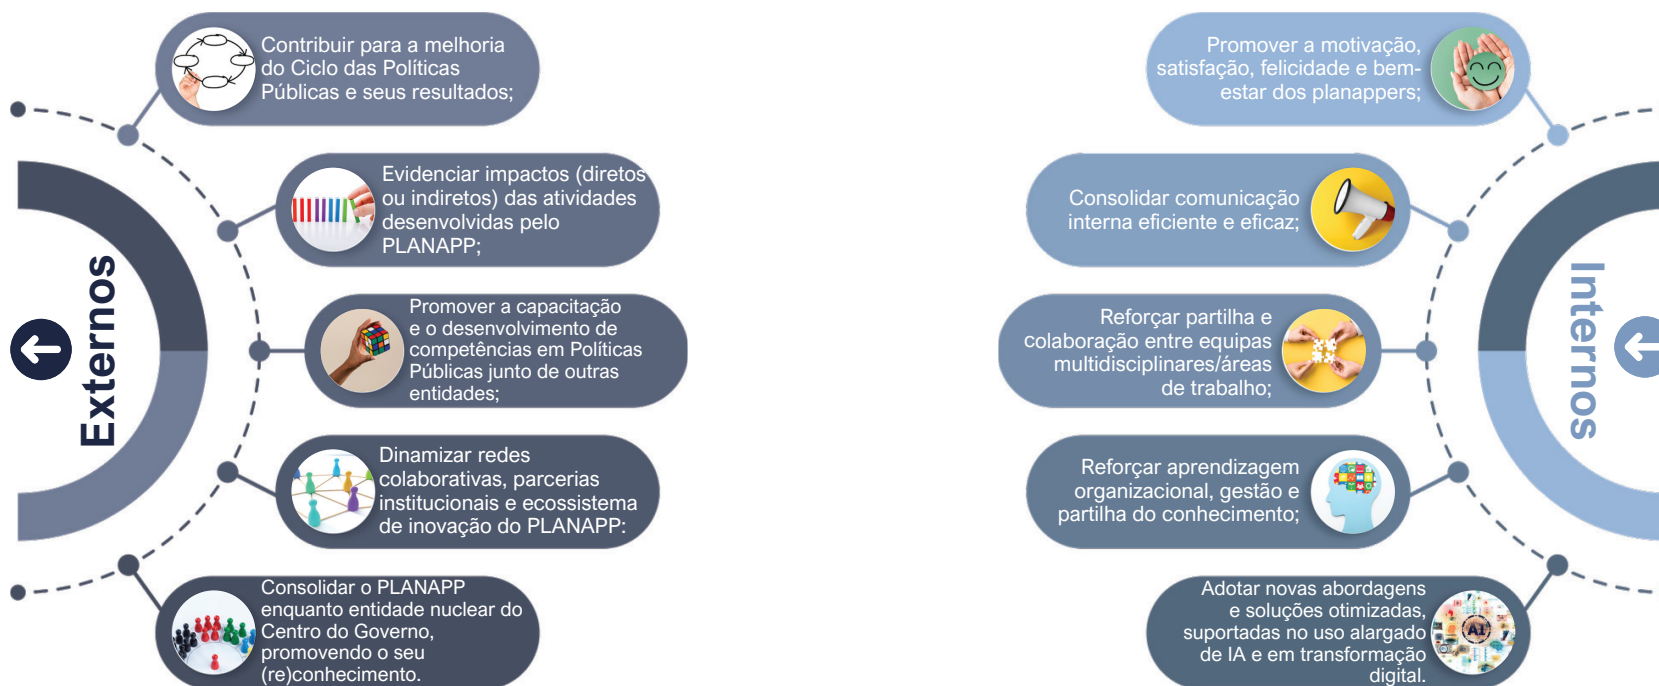 Externos
Contribuir para a melhoria
do Ciclo das Políticas
Públicas e seus resultados;
Evidenciar impactos (diretos
ou indiretos) das atividades
desenvolvidas pelo
PLANAPP;
Promover a capacitação
e o desenvolvimento de
competências em Políticas
Públicas junto de outras
entidades;
Dinamizar redes
colaborativas, parcerias
institucionais e ecossistema
de inovação do PLANAPP:
Consolidar o PLANAPP
enquanto entidade nuclear do
Centro do Governo,
promovendo o seu
(re)conhecimento.
Internos
Promover a motivação,
satisfação, felicidade e bem-
estar dos planappers;
Consolidar comunicação
interna eficiente e eficaz;
Reforçar partilha e
colaboração entre equipas
multidisciplinares/áreas
de trabalho;
Reforçar aprendizagem
organizacional, gestão e
partilha do conhecimento;
Adotar novas abordagens
e soluções otimizadas,
suportadas no uso alargado
de IA e em transformação
digital.
AI